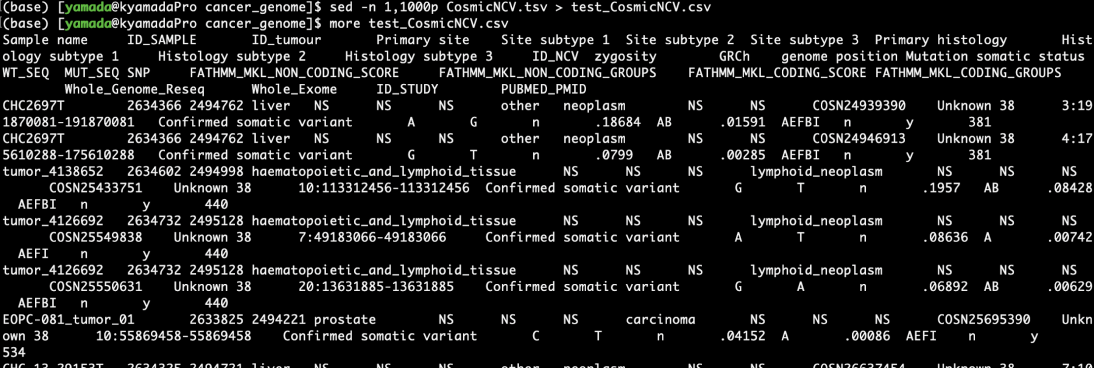 (base) [yamada@kyamadaPro cancer_genome]$ sed -n 1,1000p CosmicNCV.tsv > test_CosmicNCV.csv
(base) [yamada@kyamadaPro cancer_genome]$ more test_CosmicNCV.csv
Sample name ID_SAMPLE ID_tumour Primary site Site subtype 1 Site subtype 2 Site subtype 3 Primary histology Hist
ology subtype 1 Histology subtype 2 Histology subtype 3 ID_NCV zygosity GRCh genome position Mutation somatic status
WT_SEQ MUT_SEQ SNP FATHMM_MKL_NON_CODING_SCORE FATHMM_MKL_NON_CODING_GROUPS FATHMM_MKL_CODING_SCORE FATHMM_MKL_CODING_GROUPS
Whole_Genome_Reseq Whole_Exome ID_STUDY PUBMED_PMID
CHC2697T 2634366 2494762 liver NS NS NS other neoplasm COSN24939390 Unknown 38 3:19
1870081-191870081 Confirmed somatic variant A G n .18684 AB .01591 AEFBI n y 381
CHC2697T 2634366 2494762 liver NS NS NS other neoplasm COSN24946913 Unknown 38 4:17
5610288-175610288 Confirmed somatic variant G T n .0799 AB .00285 AEFBI n y 381
tumor_4138652 2634602 2494998 haematopoietic_and_lymphoid_tissue NS NS NS lymphoid_neoplasm NS NS NS
COSN25433751 Unknown 38 10:113312456-113312456 Confirmed somatic variant G T n .1957 AB .08428
AEFBI n y 440
tumor_4126692 2634732 2495128 haematopoietic_and_lymphoid_tissue NS NS NS lymphoid_neoplasm NS NS NS
COSN25549838 Unknown 38 7:49183066-49183066 Confirmed somatic variant A T n .08636 A .00742
AEFI n y 440
tumor_4126692 2634732 2495128 haematopoietic_and_lymphoid_tissue NS NS NS lymphoid_neoplasm NS NS NS
COSN25550631 Unknown 38 20:13631885-13631885 Confirmed somatic variant G A n .06892 AB .00629
AEFBI n y 440
EOPC-081_tumor_01 2633825 2494221 prostate NS NS NS carcinoma NS NS NS COSN25695390 Unkn
own 38 10:55869458-55869458 Confirmed somatic variant C T n .04152 A .00086 AEFI n y
534